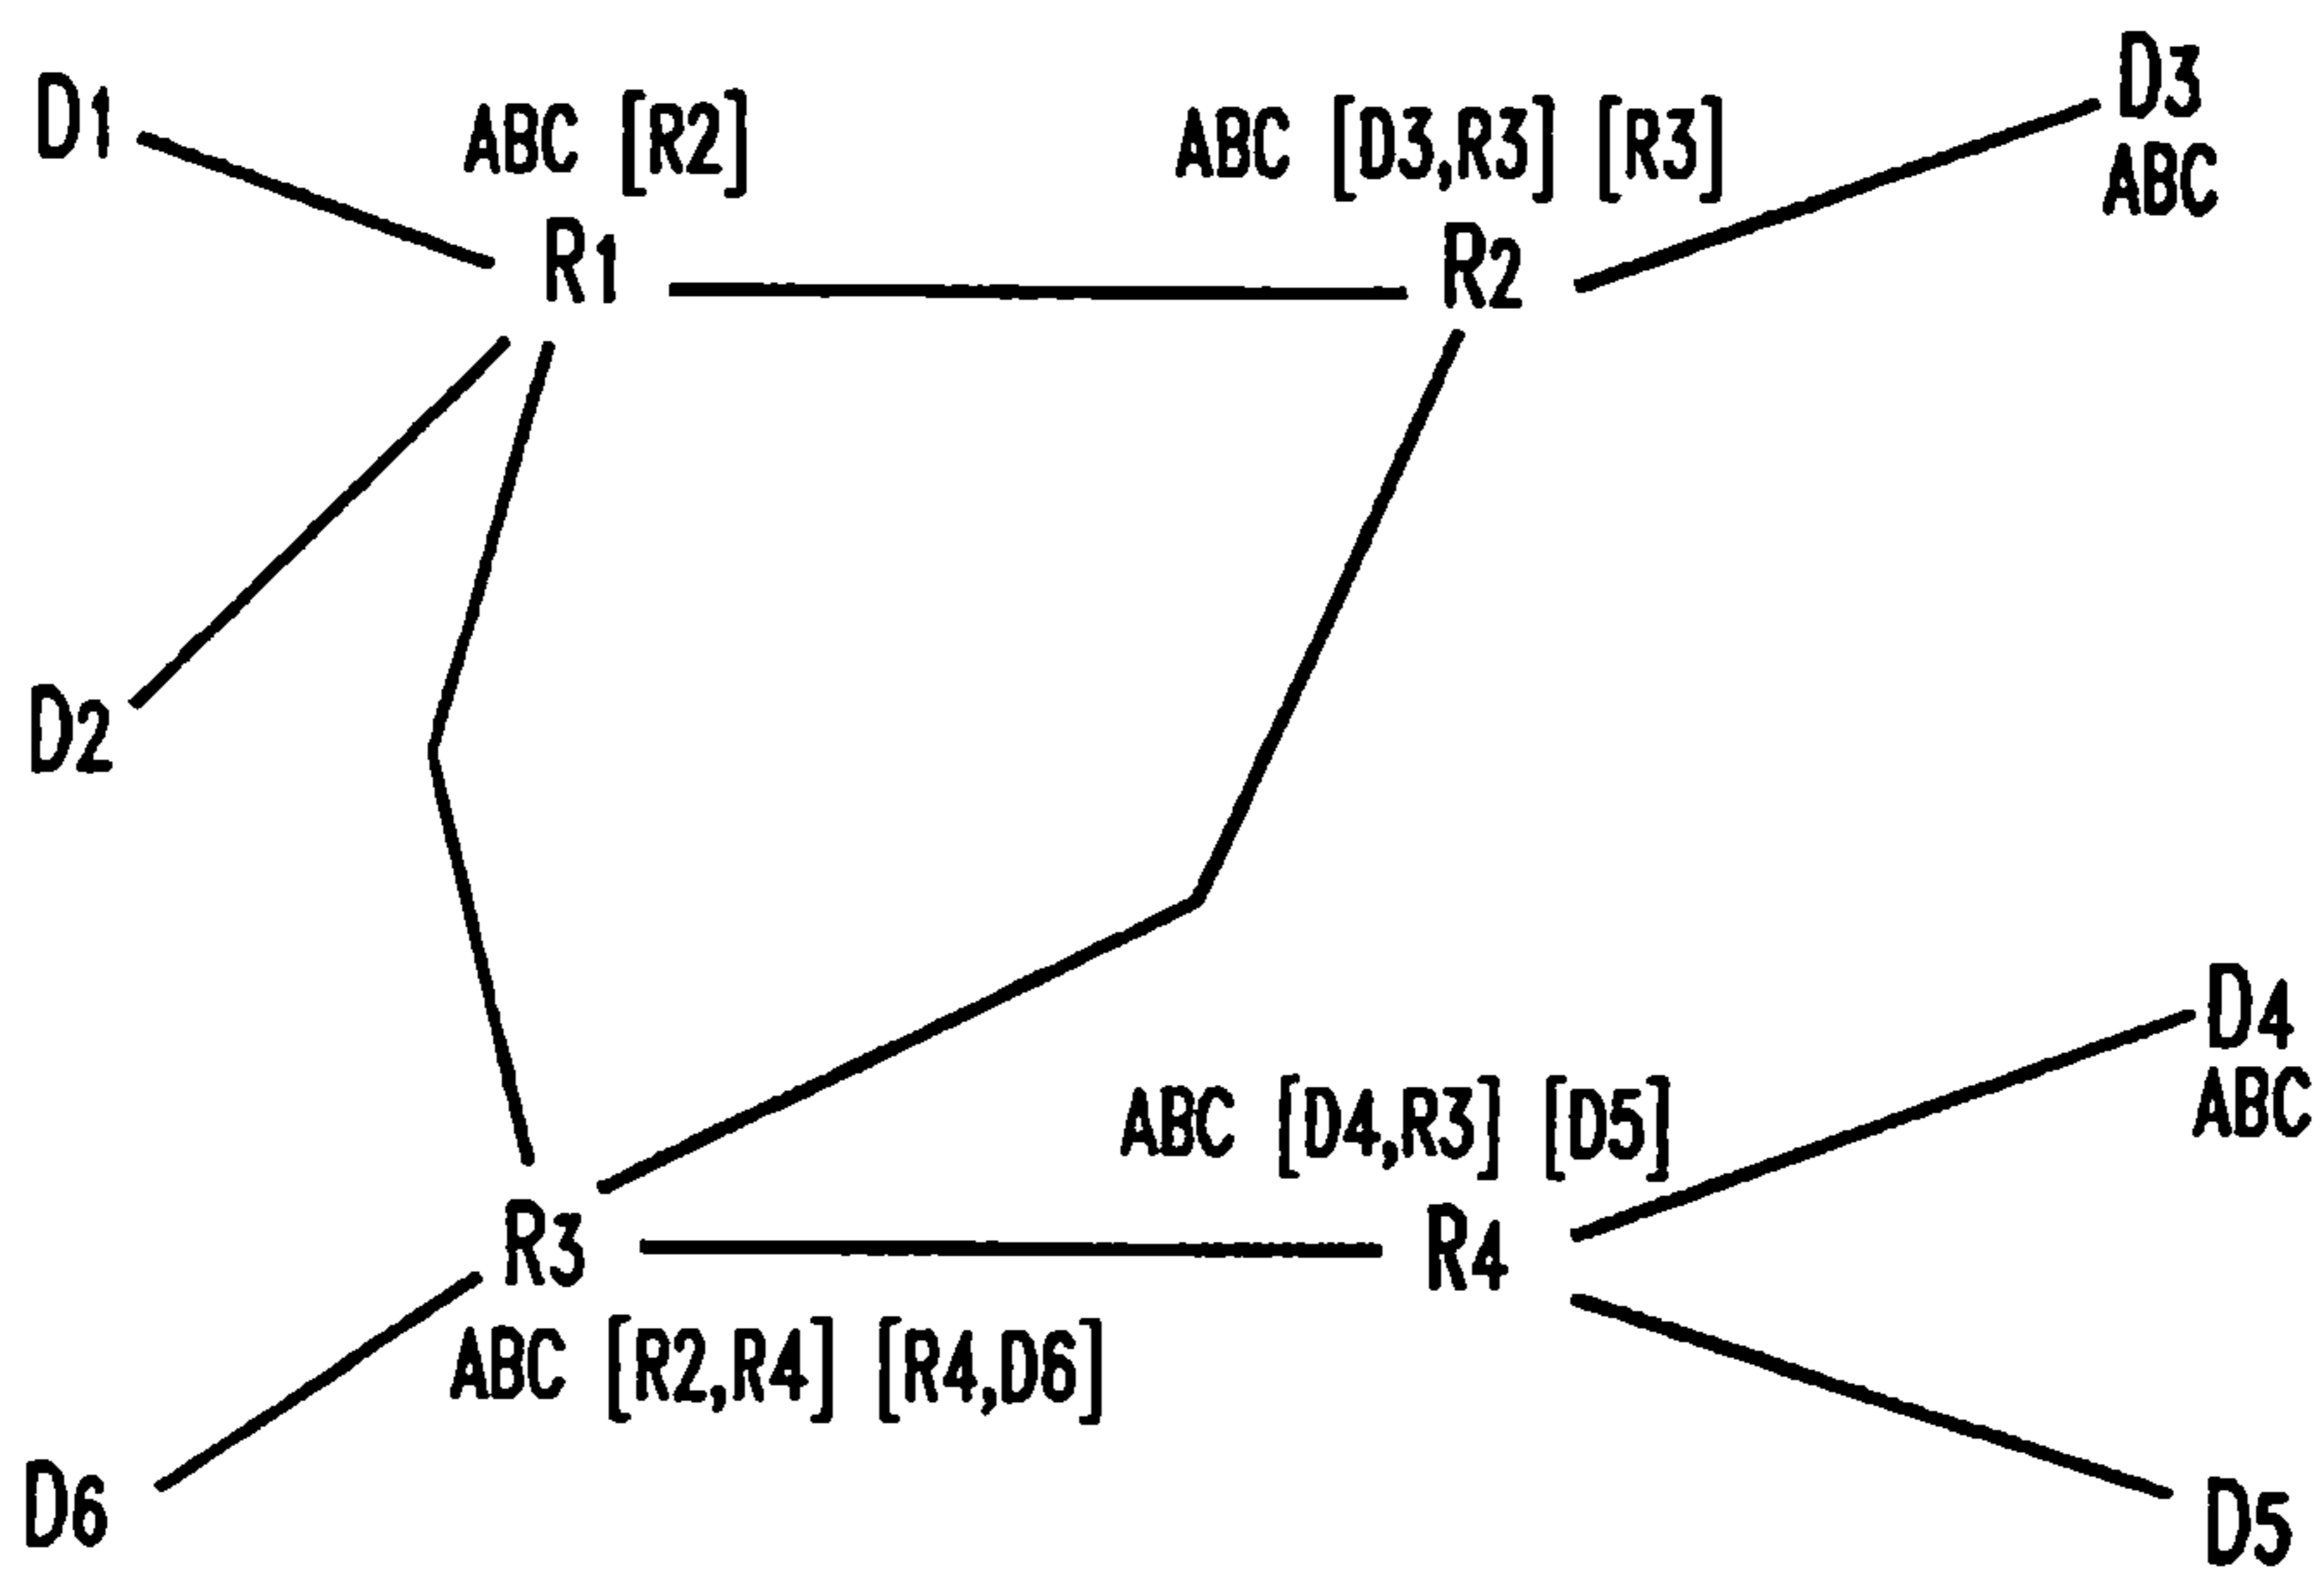 D1
ABC [R2]
ABC [D3,R3] [R3]
D3
ABC
R1
R2
D2
D4
ABC
ABC [D4,R3] [D5]
R3
R4
ABC [R2,R4] [R4,D6]
D6
D5